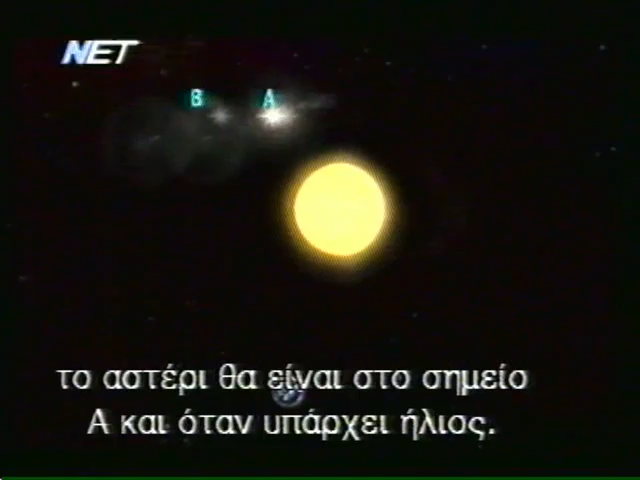 NET
B A
το αστέρι θα είναι στο σημείο
Α και όταν υπάρχει ήλιος.